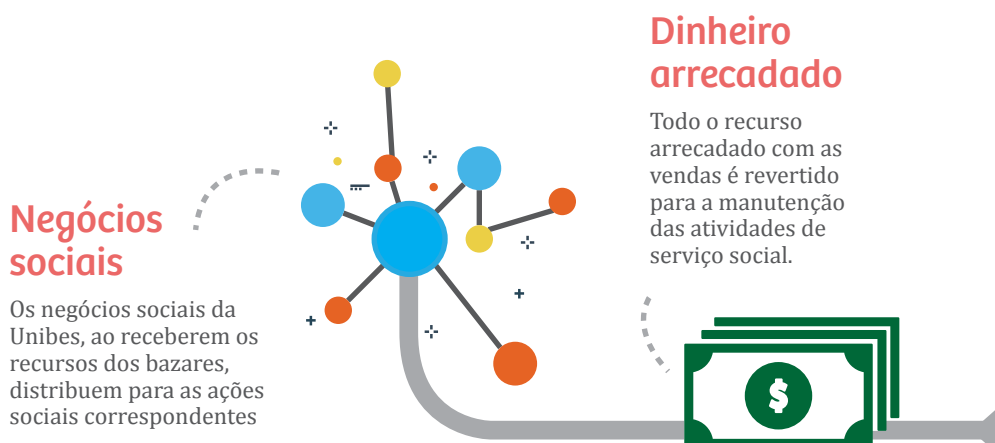 Negócios
sociais
Os negócios sociais da
Unibes, ao receberem os
recursos dos bazares,
distribuem para as ações
sociais correspondentes
Dinheiro
arrecadado
Todo o recurso
arrecadado com as
vendas é revertido
para a manutenção
das atividades de
serviço social.
$